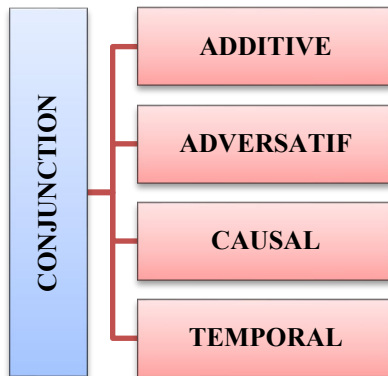 CONJUNCTION
ADDITIVE
ADVERSATIF
CAUSAL
TEMPORAL